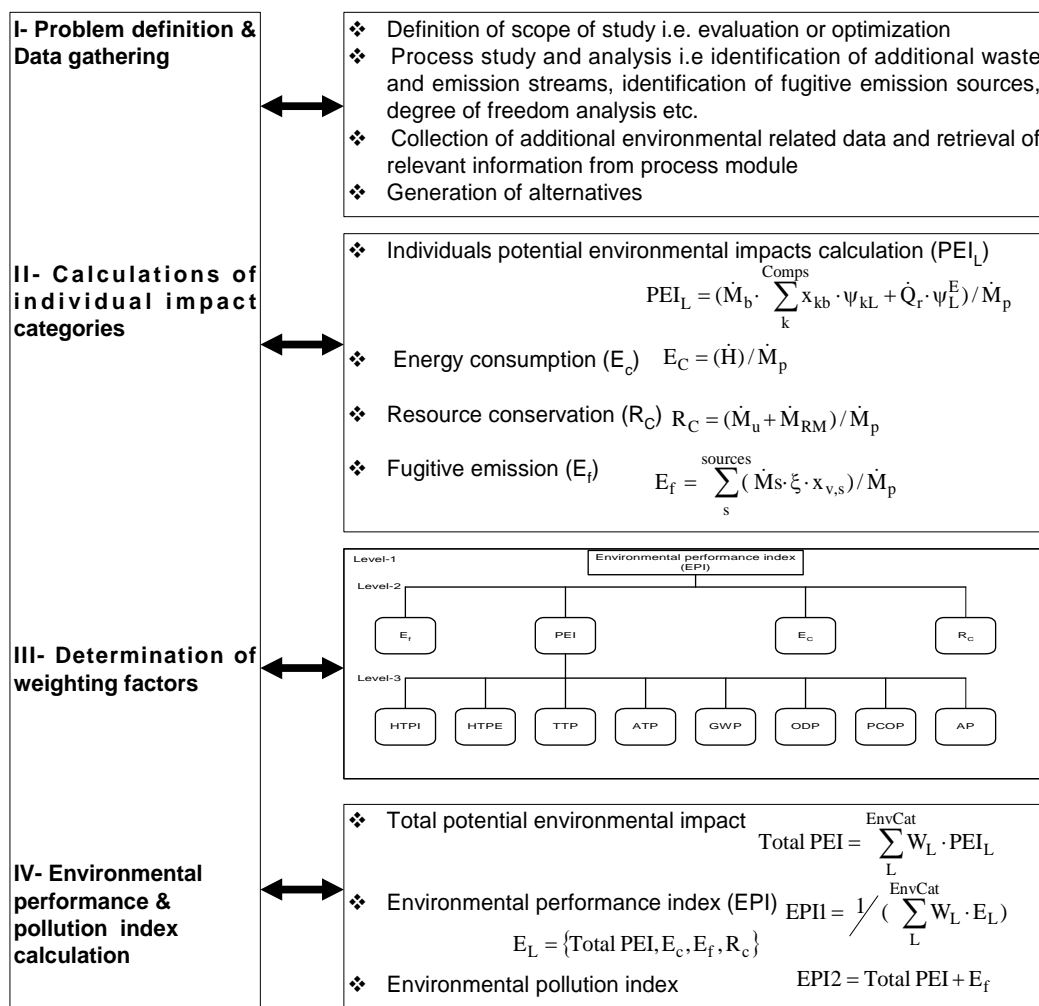 I- Problem definition &
Data gathering
❖ Definition of scope of study i.e. evaluation or optimization
❖ Process study and analysis i.e identification of additional waste
and emission streams, identification of fugitive emission sources,
degree of freedom analysis etc.
❖ Collection of additional environmental related data and retrieval of
relevant information from process module
❖ Generation of alternatives
II- Calculations of
individual impact
categories
❖ Individuals potential environmental impacts calculation (PEI_L)
PEI_L = (Ṁ_b · ∑_k^Comps x_kb · ψ_kL + Q̇_r · ψ_L^E) / Ṁ_p
❖ Energy consumption (E_c) E_C = (Ḣ) / Ṁ_p
❖ Resource conservation (R_C) R_C = (Ṁ_u + Ṁ_RM) / Ṁ_p
❖ Fugitive emission (E_f) E_f = ∑_s^sources (Ṁs · ξ · x_v,s) / Ṁ_p
III- Determination of
weighting factors
Level-1
Environmental performance index
(EPI)
Level-2
E_f PEI E_C R_C
Level-3
HTPI HTPE TTP ATP GWP ODP PCOP AP
IV- Environmental
performance &
pollution index
calculation
❖ Total potential environmental impact Total PEI = ∑_L^EnvCat W_L · PEI_L
❖ Environmental performance index (EPI) EPI1 = 1/(∑_L^EnvCat W_L · E_L)
E_L = {Total PEI, E_c, E_f, R_c}
❖ Environmental pollution index EPI2 = Total PEI + E_f